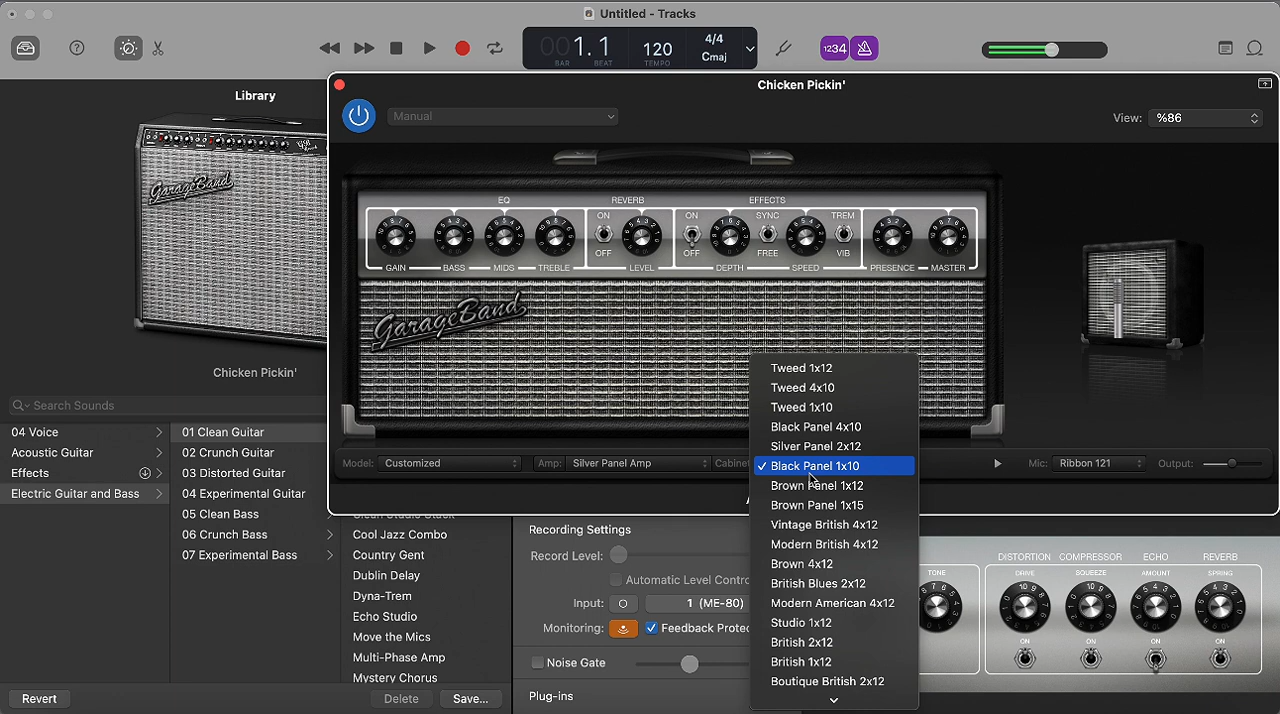 Untitled - Tracks
001. 1
BAR BEAT
120
TEMPO
4/4
Cmaj
1234
Library
GarageBand
Chicken Pickin'
Search Sounds
04 Voice
Acoustic Guitar
Effects
Electric Guitar and Bass
01 Clean Guitar
02 Crunch Guitar
03 Distorted Guitar
04 Experimental Guitar
05 Clean Bass
06 Crunch Bass
07 Experimental Bass
Cool Jazz Combo
Country Gent
Dublin Delay
Dyna-Trem
Echo Studio
Move the Mics
Multi-Phase Amp
Mystery Chorus
Revert
Delete
Save...
Chicken Pickin'
Manual
View: %86
EQ
REVERB
EFFECTS
ON
ON
SYNC
TREM
OFF
OFF
FREE
VIB
GAIN
BASS
MIDS
TREBLE
LEVEL
DEPTH
SPEED
PRESENCE
MASTER
GarageBand
Model: Customized
Amp: Silver Panel Amp
Cabinet
Mic: Ribbon 121
Output:
Tweed 1x12
Tweed 4x10
Tweed 1x10
Black Panel 4x10
Silver Panel 2x12
✓ Black Panel 1x10
Brown Panel 1x12
Brown Panel 1x15
Vintage British 4x12
Modern British 4x12
Brown 4x12
British Blues 2x12
Modern American 4x12
Studio 1x12
British 2x12
British 1x12
Boutique British 2x12
Recording Settings
Record Level:
Automatic Level Contro
Input: 1 (ME-80)
Monitoring: Feedback Protec
Noise Gate
Plug-ins
TONE
DISTORTION
COMPRESSOR
ECHO
REVERB
DRIVE
SQUEEZE
AMOUNT
SPRING
ON
ON
ON
ON